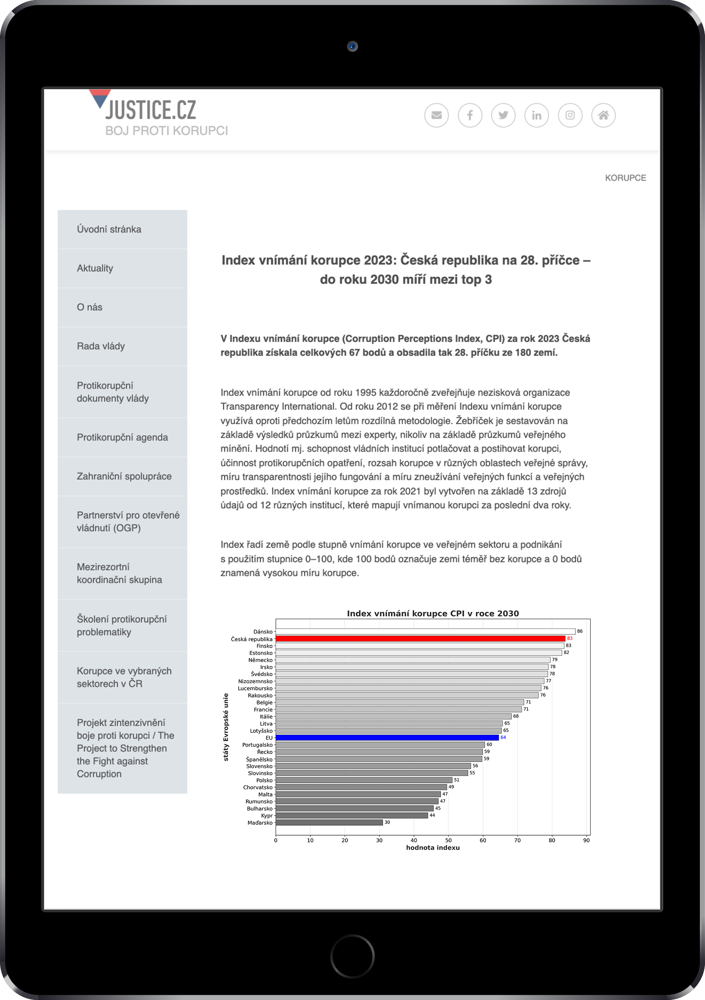 JUSTICE.CZ
BOJ PROTI KORUPCI
KORUPCE
Úvodní stránka
Aktuality
O nás
Rada vlády
Protikorupční
dokumenty vlády
Protikorupční agenda
Zahraniční spolupráce
Partnerství pro otevřené
vládnutí (OGP)
Mezirezortní
koordinační skupina
Školení protikorupční
problematiky
Korupce ve vybraných
sektorech v ČR
Projekt zintenzivnění
boje proti korupci / The
Project to Strengthen
the Fight against
Corruption
Index vnímání korupce 2023: Česká republika na 28. příčce –
do roku 2030 míří mezi top 3
V Indexu vnímání korupce (Corruption Perceptions Index, CPI) za rok 2023 Česká
republika získala celkových 67 bodů a obsadila tak 28. příčku ze 180 zemí.
Index vnímání korupce od roku 1995 každoročně zveřejňuje nezisková organizace
Transparency International. Od roku 2012 se při měření Indexu vnímání korupce
využívá oproti předchozím letům rozdílná metodologie. Žebříček je sestavován na
základě výsledků průzkumů mezi experty, nikoliv na základě průzkumů veřejného
mínění. Hodnotí mj. schopnost vládních institucí potlačovat a postihovat korupci,
účinnost protikorupčních opatření, rozsah korupce v různých oblastech veřejné správy,
míru transparentnosti jejího fungování a míru zneužívání veřejných funkcí a veřejných
prostředků. Index vnímání korupce za rok 2021 byl vytvořen na základě 13 zdrojů
údajů od 12 různých institucí, které mapují vnímanou korupci za poslední dva roky.
Index řadí země podle stupně vnímání korupce ve veřejném sektoru a podnikání
s použitím stupnice 0–100, kde 100 bodů označuje zemi téměř bez korupce a 0 bodů
znamená vysokou míru korupce.
Index vnímání korupce CPI v roce 2030
státy Evropské unie
Dánsko 86
Česká republika 83
Finsko 83
Estonsko 82
Německo 79
Irsko 78
Švédsko 78
Nizozemnsko 77
Lucembursko 76
Rakousko 76
Belgie 71
Francie 71
Itálie 68
Litva 65
Lotyšsko 65
EU 64
Portugalsko 60
Řecko 59
Španělsko 59
Slovensko 56
Slovinsko 55
Polsko 51
Chorvatsko 49
Malta 47
Rumunsko 47
Bulharsko 45
Kypr 44
Maďarsko 30
0 10 20 30 40 50 60 70 80 90
hodnota indexu